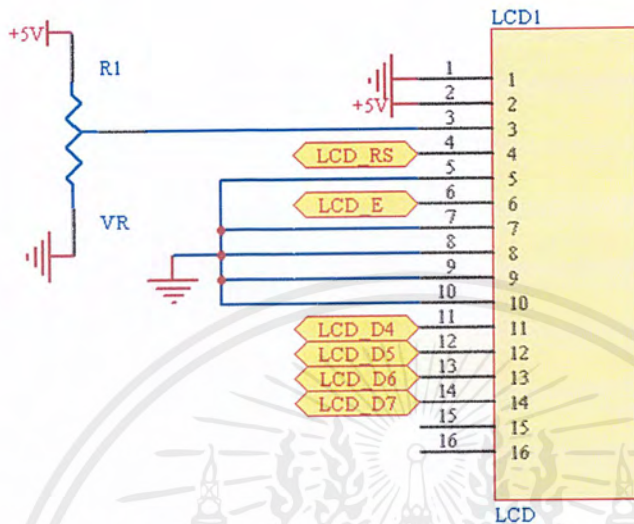 LCD1
+5V
R1
1 1
2 2
+5V
3 3
LCD_RS 4 4
5 5
LCD_E 6 6
7 7
VR
8 8
9 9
10 10
LCD_D4 11 11
LCD_D5 12 12
LCD_D6 13 13
LCD_D7 14 14
15 15
16 16
LCD